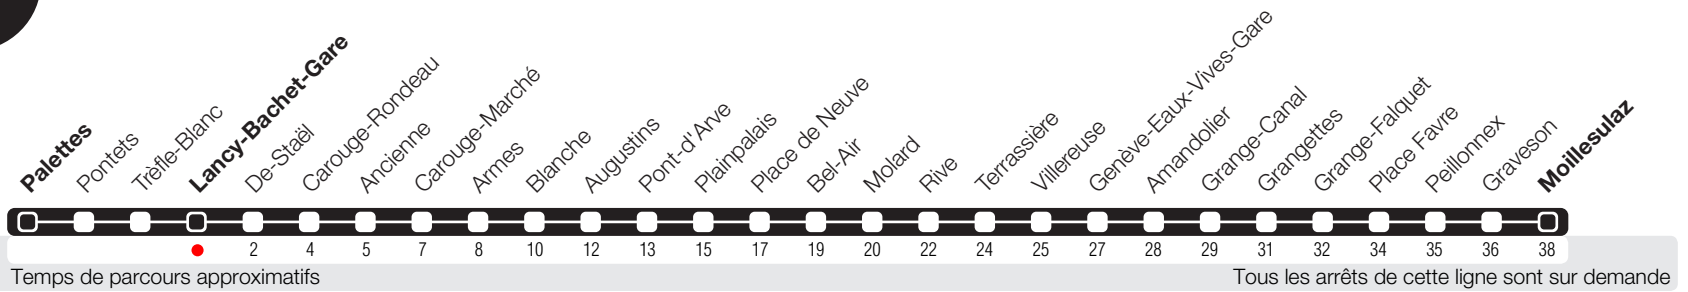 Palettes
Pontets
Trèfle-Blanc
Lancy-Bachet-Gare
De-Staël
Carouge-Rondeau
Ancienne
Carouge-Marché
Armes
Blanche
Augustins
Pont-d'Arve
Plainpalais
Place de Neuve
Bel-Air
Molard
Rive
Terrassière
Villereuse
Genève-Eaux-Vives-Gare
Amandolier
Grange-Canal
Grangettes
Grange-Falquet
Place Favre
Peillonnex
Graveson
Moillesulaz
2 4 5 7 8 10 12 13 15 17 19 20 22 24 25 27 28 29 31 32 34 35 36 38
Temps de parcours approximatifs
Tous les arrêts de cette ligne sont sur demande